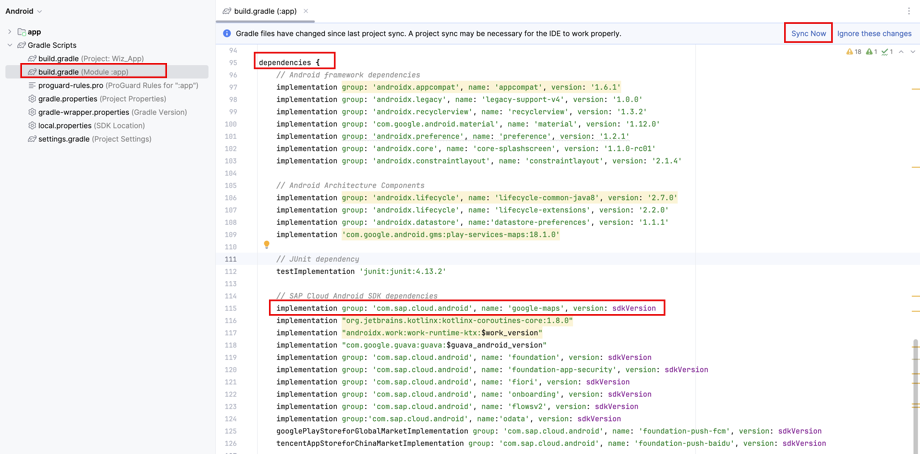 Android
build.gradle (:app)
app
Gradle files have changed since last project sync. A project sync may be necessary for the IDE to work properly.
Sync Now
Ignore these changes
Gradle Scripts
build.gradle (Project: Wiz_App)
build.gradle (Module :app)
proguard-rules.pro (ProGuard Rules for ":app")
gradle.properties (Project Properties)
gradle-wrapper.properties (Gradle Version)
local.properties (SDK Location)
settings.gradle (Project Settings)
18 1 1
94
95 dependencies {
96 // Android framework dependencies
97 implementation group: 'androidx.appcompat', name: 'appcompat', version: '1.6.1'
98 implementation group: 'androidx.legacy', name: 'legacy-support-v4', version: '1.0.0'
99 implementation group: 'androidx.recyclerview', name: 'recyclerview', version: '1.3.2'
100 implementation group: 'com.google.android.material', name: 'material', version: '1.12.0'
101 implementation group: 'androidx.preference', name: 'preference', version: '1.2.1'
102 implementation group: 'androidx.core', name: 'core-splashscreen', version: '1.1.0-rc01'
103 implementation group: 'androidx.constraintlayout', name: 'constraintlayout', version: '2.1.4'
104
105 // Android Architecture Components
106 implementation group: 'androidx.lifecycle', name: 'lifecycle-common-java8', version: '2.7.0'
107 implementation group: 'androidx.lifecycle', name: 'lifecycle-extensions', version: '2.2.0'
108 implementation group: 'androidx.datastore', name:'datastore-preferences', version: '1.1.1'
109 implementation 'com.google.android.gms:play-services-maps:18.1.0'
110
111 // JUnit dependency
112 testImplementation 'junit:junit:4.13.2'
113
114 // SAP Cloud Android SDK dependencies
115 implementation group: 'com.sap.cloud.android', name: 'google-maps', version: sdkVersion
116 implementation "org.jetbrains.kotlinx:kotlinx-coroutines-core:1.8.0"
117 implementation "androidx.work:work-runtime-ktx:$work_version"
118 implementation "com.google.guava:guava:$guava_android_version"
119 implementation group: 'com.sap.cloud.android', name: 'foundation', version: sdkVersion
120 implementation group: 'com.sap.cloud.android', name: 'foundation-app-security', version: sdkVersion
121 implementation group: 'com.sap.cloud.android', name: 'fiori', version: sdkVersion
122 implementation group: 'com.sap.cloud.android', name: 'onboarding', version: sdkVersion
123 implementation group: 'com.sap.cloud.android', name: 'flowsv2', version: sdkVersion
124 implementation group:'com.sap.cloud.android', name:'odata', version: sdkVersion
125 googlePlayStoreforGlobalMarketImplementation group: 'com.sap.cloud.android', name: 'foundation-push-fcm', version: sdkVersion
126 tencentAppStoreforChinaMarketImplementation group: 'com.sap.cloud.android', name: 'foundation-push-baidu', version: sdkVersion